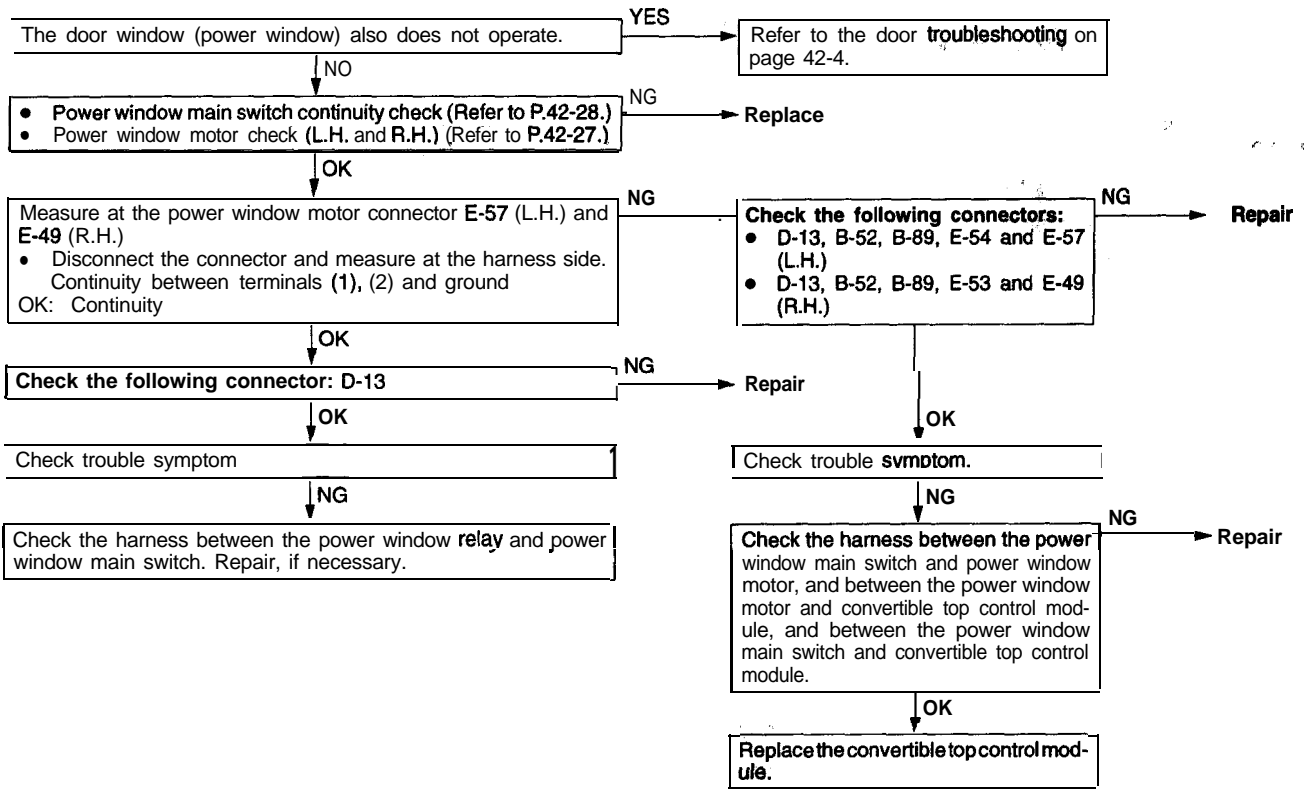 The door window (power window) also does not operate.
YES
Refer to the door troubleshooting on
page 42-4.
NO
● Power window main switch continuity check (Refer to P.42-28.)
● Power window motor check (L.H. and R.H.) (Refer to P.42-27.)
NG
Replace
OK
Measure at the power window motor connector E-57 (L.H.) and
E-49 (R.H.)
● Disconnect the connector and measure at the harness side.
Continuity between terminals (1), (2) and ground
OK: Continuity
NG
Check the following connectors:
● D-13, B-52, B-89, E-54 and E-57
(L.H.)
● D-13, B-52, B-89, E-53 and E-49
(R.H.)
NG
Repair
OK
Check the following connector: D-13
NG
Repair
OK
OK
Check trouble symptom
Check trouble symptom.
NG
NG
Check the harness between the power window relay and power
window main switch. Repair, if necessary.
Check the harness between the power
window main switch and power window
motor, and between the power window
motor and convertible top control mod-
ule, and between the power window
main switch and convertible top control
module.
NG
Repair
OK
Replace the convertible top control mod-
ule.